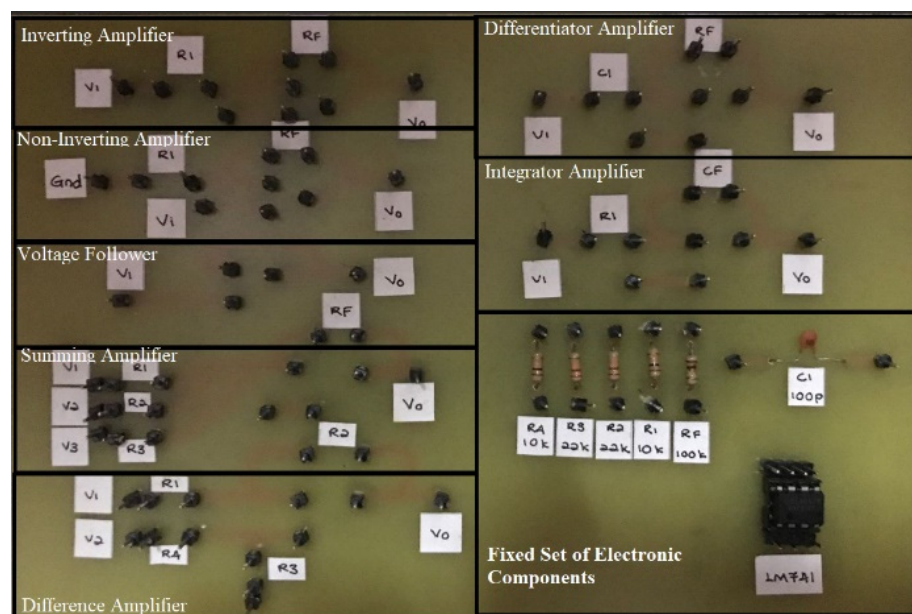 Inverting Amplifier
RF
R1
Vi
Vo
Non-Inverting Amplifier
RF
R1
Gnd
Vi
Vo
Voltage Follower
Vi
Vo
RF
Summing Amplifier
V1
R1
V2
R2
Vo
V3
R3
R2
V1
R1
V2
Vo
R4
R3
Difference Amplifier
Differentiator Amplifier
RF
C1
Vi
Vo
Integrator Amplifier
CF
R1
Vi
Vo
R4
10k
R3
22k
R2
22k
R1
10k
RF
100k
C1
100p
Fixed Set of Electronic
Components
LM741